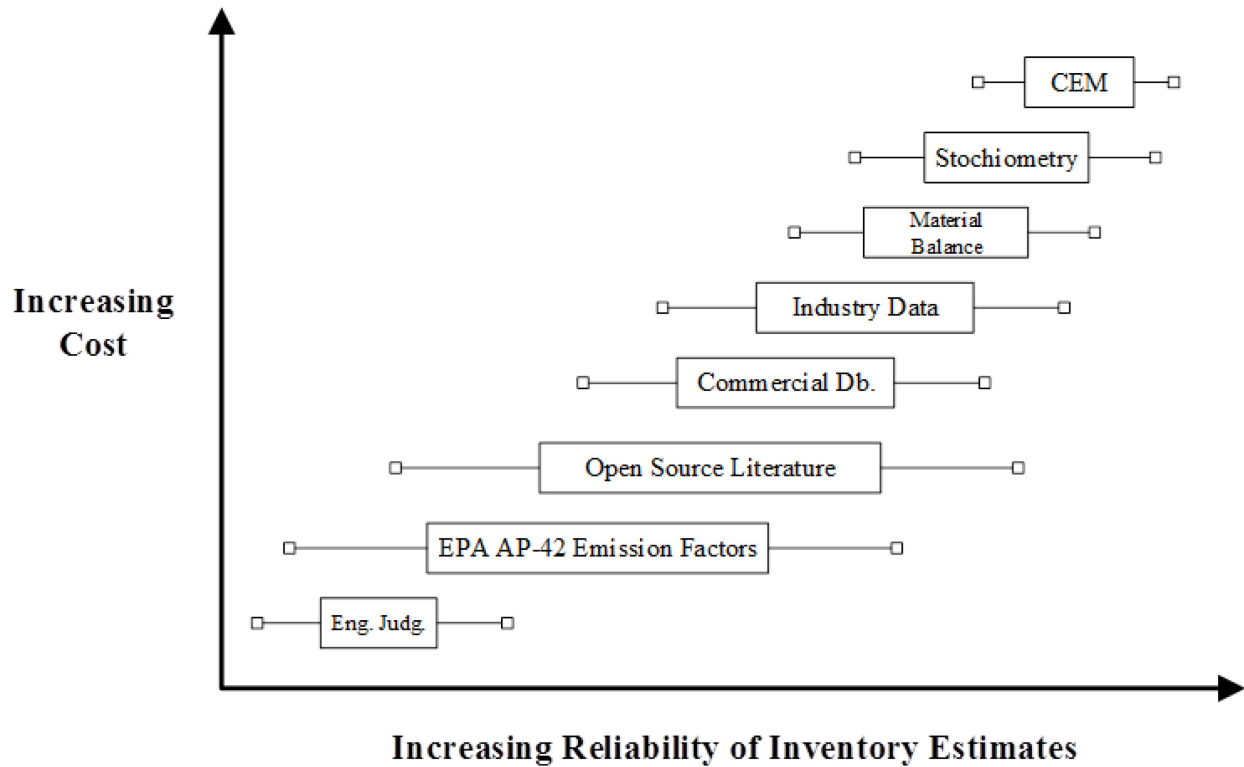 CEM
Stochiometry
Material
Balance
Increasing
Cost
Industry Data
Commercial Db.
Open Source Literature
EPA AP-42 Emission Factors
Eng. Judg.
Increasing Reliability of Inventory Estimates